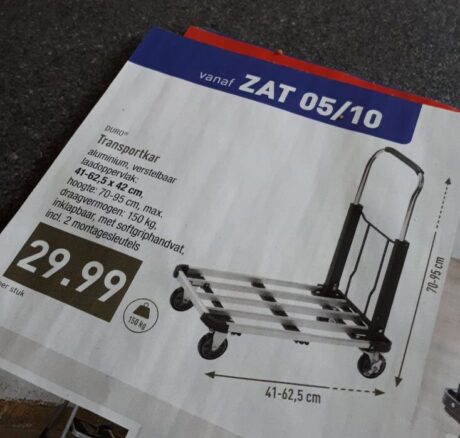 vanaf ZAT 05/10
DURO®
Transportkar
aluminium, verstelbaar
laadoppervlak:
41-62,5 x 42 cm,
hoogte: 70-95 cm, max.
draagvermogen: 150 kg,
inklapbaar, met softgriphandvat,
incl. 2 montagesleutels
29.99
per stuk
150 kg
70-95 cm
41-62,5 cm